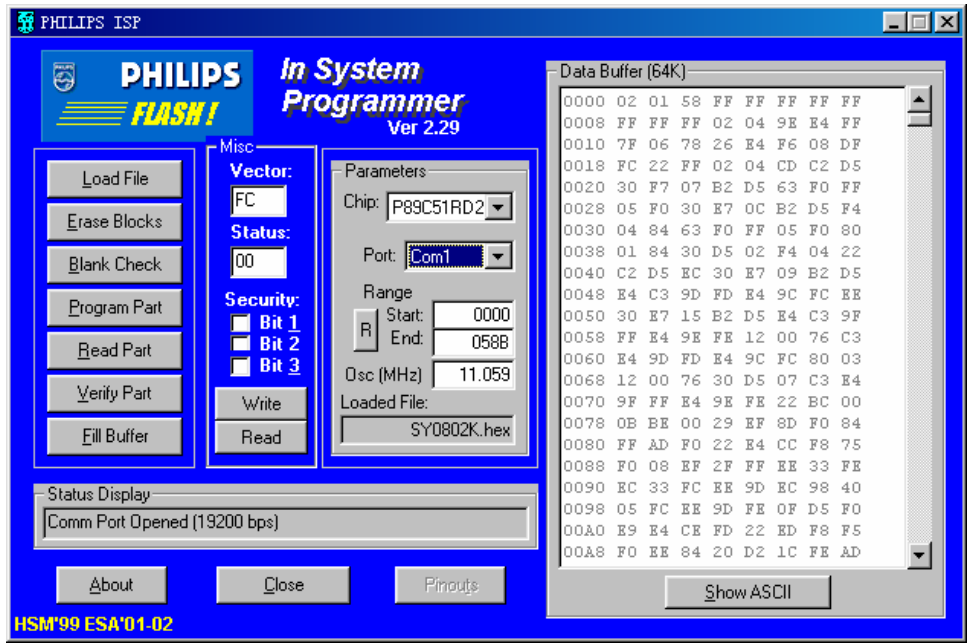 PHILIPS ISP
PHILIPS
FLASH!
In System
Programmer
Ver 2.29
Load File
Erase Blocks
Blank Check
Program Part
Read Part
Verify Part
Fill Buffer
Misc
Vector:
FC
Status:
00
Security:
Bit 1
Bit 2
Bit 3
Write
Read
Parameters
Chip: P89C51RD2
Port: Com1
Range
R
Start: 0000
End: 058B
Osc (MHz) 11.059
Loaded File:
SY0802K.hex
Status Display
Comm Port Opened (19200 bps)
About
Close
Pinouts
HSM'99 ESA'01-02
Data Buffer (64K)
0000 02 01 58 FF FF FF FF FF
0008 FF FF FF 02 04 9E E4 FF
0010 7F 06 78 26 E4 F6 08 DF
0018 FC 22 FF 02 04 CD C2 D5
0020 30 F7 07 B2 D5 63 F0 FF
0028 05 F0 30 E7 0C B2 D5 F4
0030 04 84 63 F0 FF 05 F0 80
0038 01 84 30 D5 02 F4 04 22
0040 C2 D5 EC 30 E7 09 B2 D5
0048 E4 C3 9D FD E4 9C FC EE
0050 30 E7 15 B2 D5 E4 C3 9F
0058 FF E4 9E FE 12 00 76 C3
0060 E4 9D FD E4 9C FC 80 03
0068 12 00 76 30 D5 07 C3 E4
0070 9F FF E4 9E FE 22 BC 00
0078 0B BE 00 29 EF 8D F0 84
0080 FF AD F0 22 E4 CC F8 75
0088 F0 08 EF 2F FF EE 33 FE
0090 EC 33 FC EE 9D EC 98 40
0098 05 FC EE 9D FE 0F D5 F0
00A0 E9 E4 CE FD 22 ED F8 F5
00A8 F0 EE 84 20 D2 1C FE AD
Show ASCII